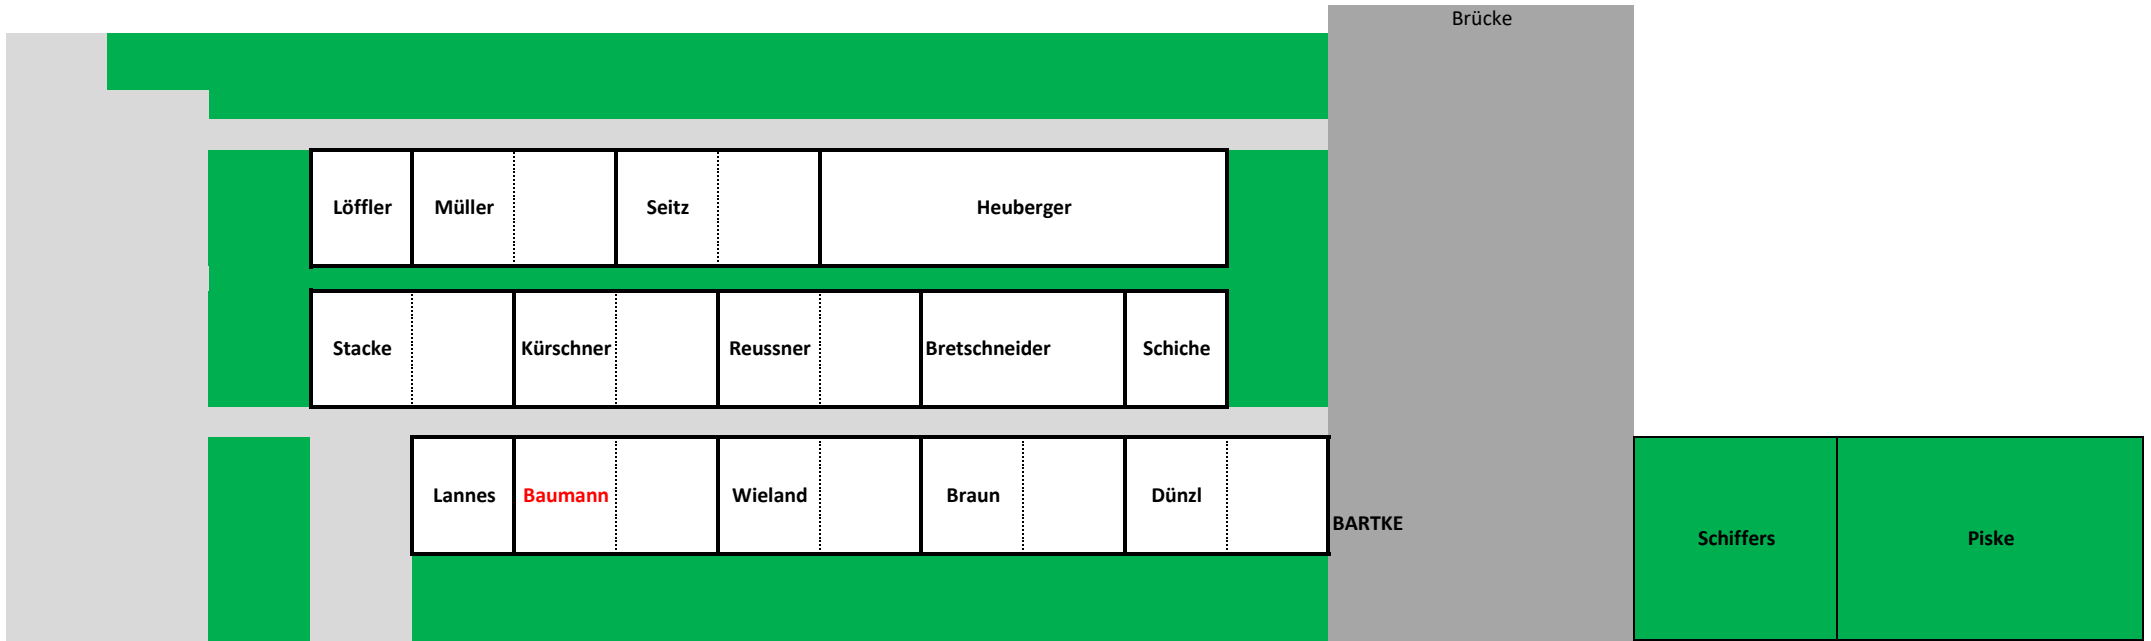 Brücke
Löffler Müller Seitz Heuberger
Stacke Kürschner Reussner Bretschneider Schiche
Lannes Baumann Wieland Braun Dünzl
BARTKE
Schiffers Piske